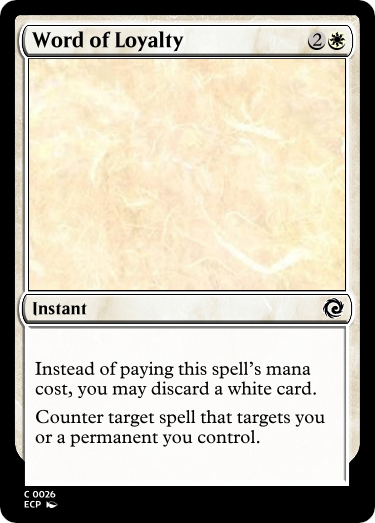 Word of Loyalty
2
Instant
Instead of paying this spell's mana
cost, you may discard a white card.
Counter target spell that targets you
or a permanent you control.
C 0026
ECP